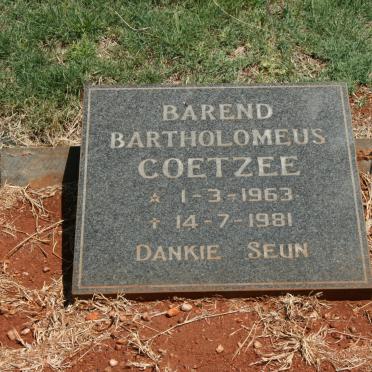 BAREND
BARTHOLOMEUS
COETZEE
☆ 1-3-1963
✝ 14-7-1981
DANKIE SEUN